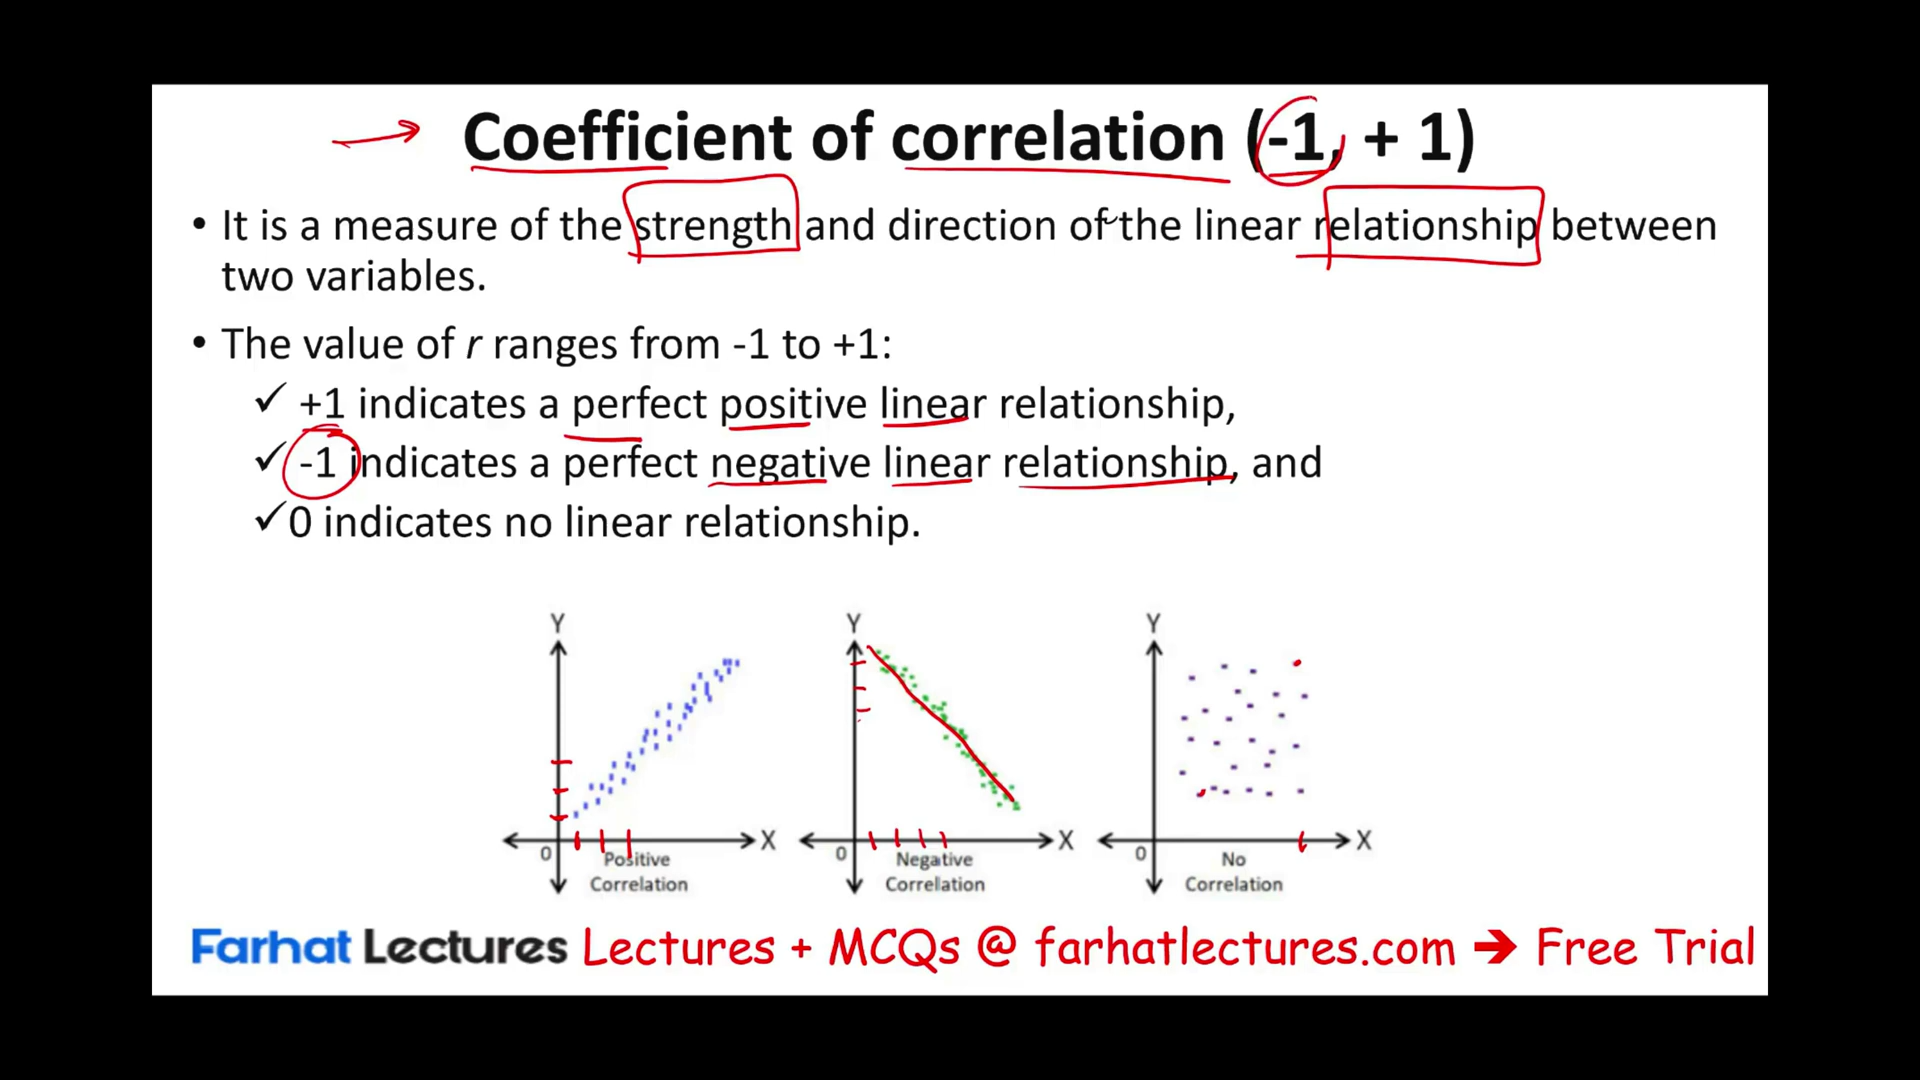 Coefficient of correlation (-1, + 1)
• It is a measure of the strength and direction of the linear relationship between
two variables.
• The value of r ranges from -1 to +1:
✓ +1 indicates a perfect positive linear relationship,
✓ -1 indicates a perfect negative linear relationship, and
✓ 0 indicates no linear relationship.
Y
X
0
Positive
Correlation
Y
X
0
Negative
Correlation
Y
X
0
No
Correlation
Farhat Lectures Lectures + MCQs @ farhatlectures.com ➔ Free Trial